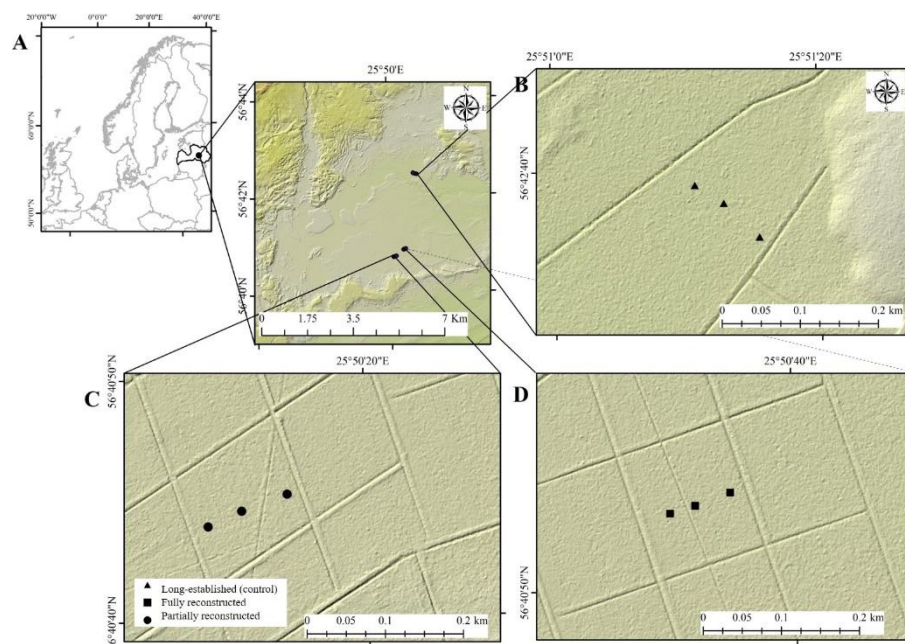 20°0'0"W 0°0'0" 20°0'0"E 40°0'0"E
A
60°0'0"N
50°0'0"N
25°50'E
56°44'N
56°42'N
56°40'N
N
W E
S
0 1.75 3.5 7 Km
25°51'0"E 25°51'20"E
B
56°42'40"N
N
W E
S
0 0.05 0.1 0.2 km
25°50'20"E
C
56°40'50"N
56°40'40"N
Long-established (control)
Fully reconstructed
Partially reconstructed
0 0.05 0.1 0.2 km
25°50'40"E
D
56°40'50"N
0 0.05 0.1 0.2 km